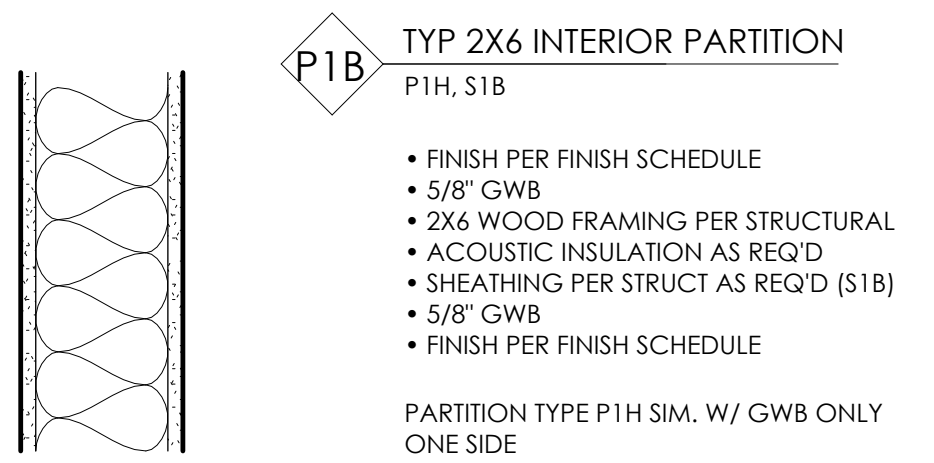 P1B
TYP 2X6 INTERIOR PARTITION
P1H, S1B
• FINISH PER FINISH SCHEDULE
• 5/8" GWB
• 2X6 WOOD FRAMING PER STRUCTURAL
• ACOUSTIC INSULATION AS REQ'D
• SHEATHING PER STRUCT AS REQ'D (S1B)
• 5/8" GWB
• FINISH PER FINISH SCHEDULE
PARTITION TYPE P1H SIM. W/ GWB ONLY
ONE SIDE